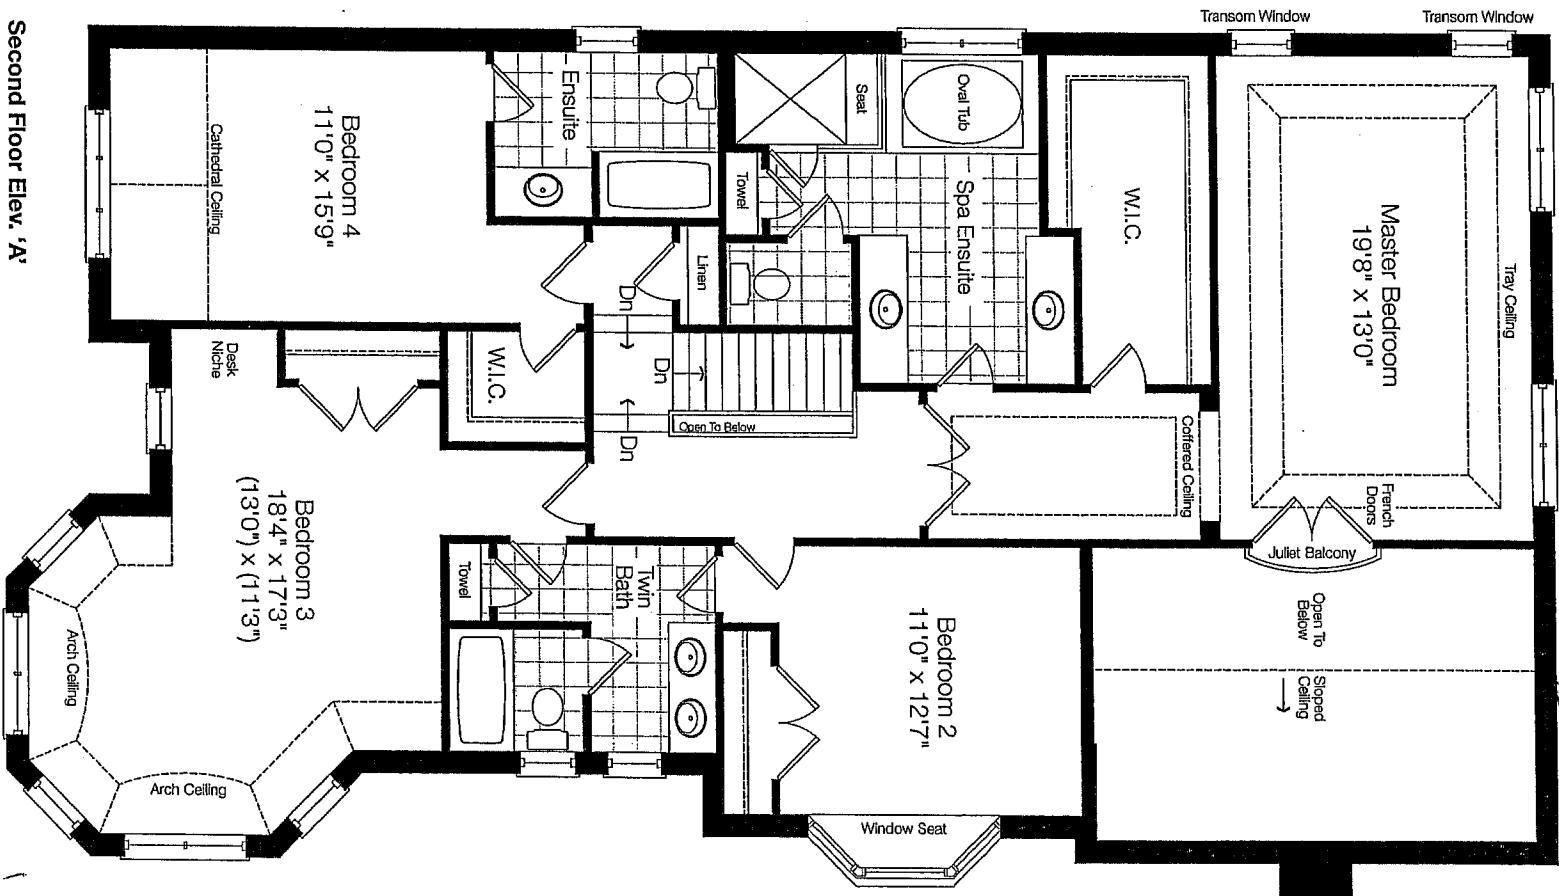 Second Floor Elev. 'A'
Transom Window
Transom Window
Ensuite
Bedroom 4
11'0" x 15'9"
Cathedral Ceiling
Seat
Oval Tub
Towel
Spa Ensuite
W.I.C.
Master Bedroom
19'8" x 13'0"
Tray Ceiling
Linen
Dn
Dn
Dn
Open To Below
W.I.C.
Desk
Niche
Coffered Ceiling
French
Doors
Juliet Balcony
Open To
Below
Sloped
Ceiling
Bedroom 3
18'4" x 17'3"
(13'0") x (11'3")
Towel
Twin
Bath
Bedroom 2
11'0" x 12'7"
Arch Ceiling
Arch Ceiling
Window Seat